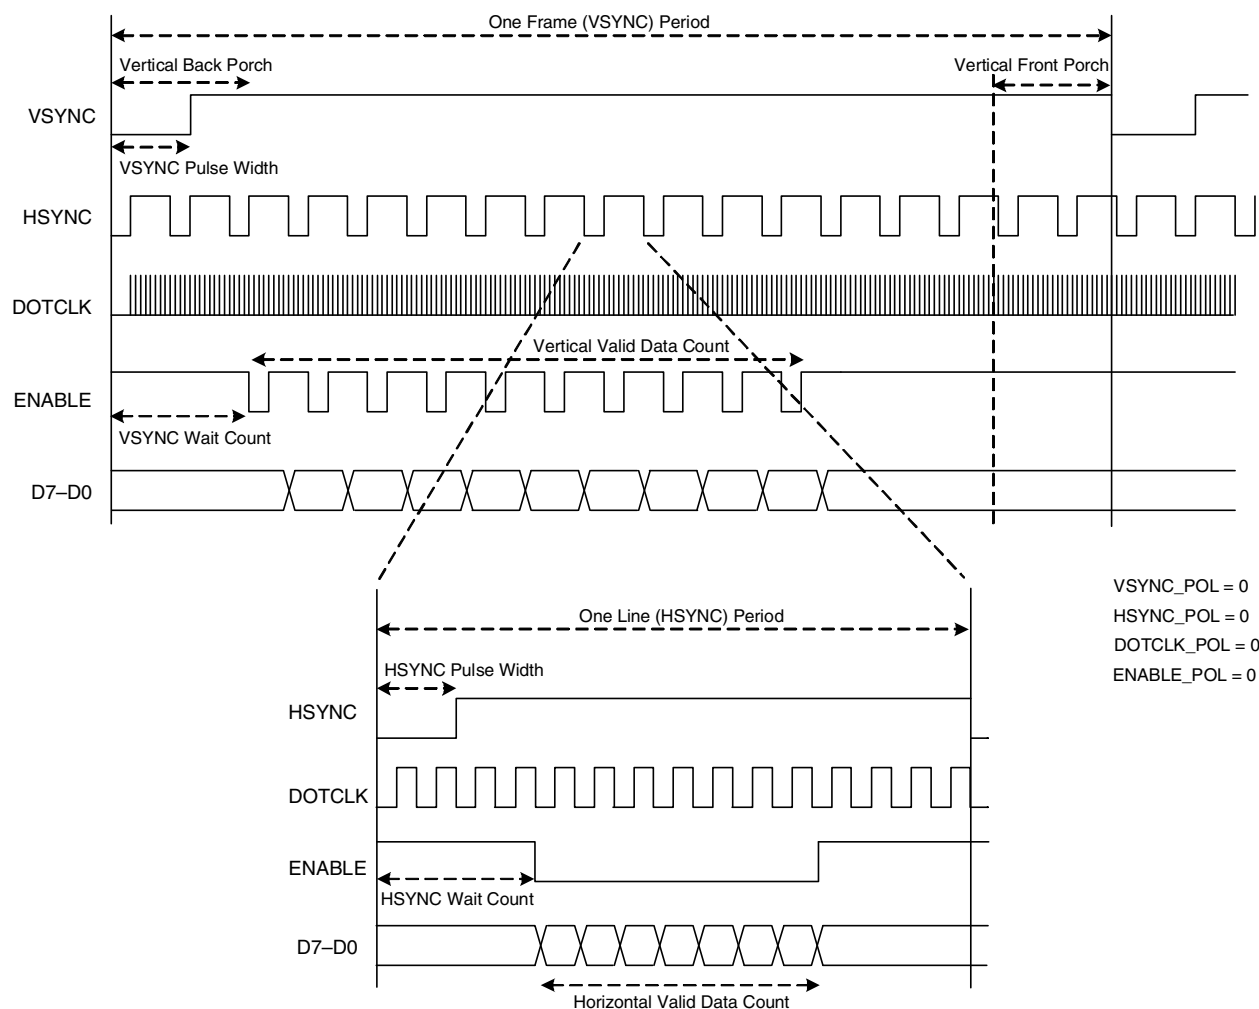 One Frame (VSYNC) Period
Vertical Back Porch
Vertical Front Porch
VSYNC
VSYNC Pulse Width
HSYNC
DOTCLK
Vertical Valid Data Count
ENABLE
VSYNC Wait Count
D7–D0
VSYNC_POL = 0
HSYNC_POL = 0
DOTCLK_POL = 0
ENABLE_POL = 0
One Line (HSYNC) Period
HSYNC Pulse Width
HSYNC
DOTCLK
ENABLE
HSYNC Wait Count
D7–D0
Horizontal Valid Data Count